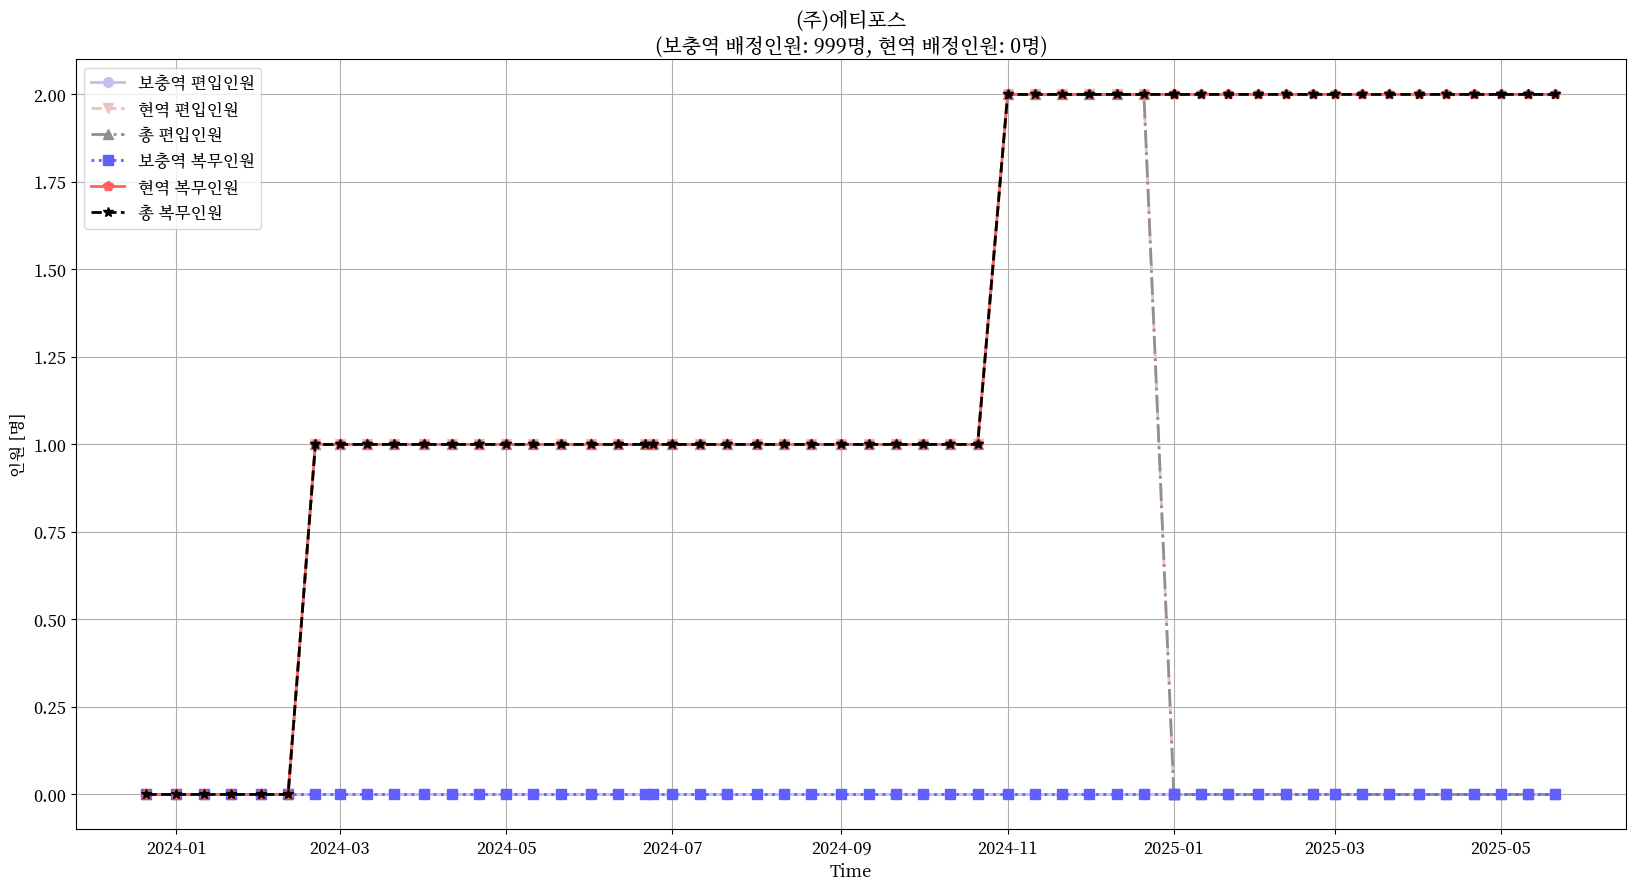 (주)에티포스
(보충역 배정인원: 999명, 현역 배정인원: 0명)
보충역 편입인원
현역 편입인원
총 편입인원
보충역 복무인원
현역 복무인원
총 복무인원
2.00
1.75
1.50
1.25
1.00
0.75
0.50
0.25
0.00
인원 [명]
2024-01
2024-03
2024-05
2024-07
2024-09
2024-11
2025-01
2025-03
2025-05
Time